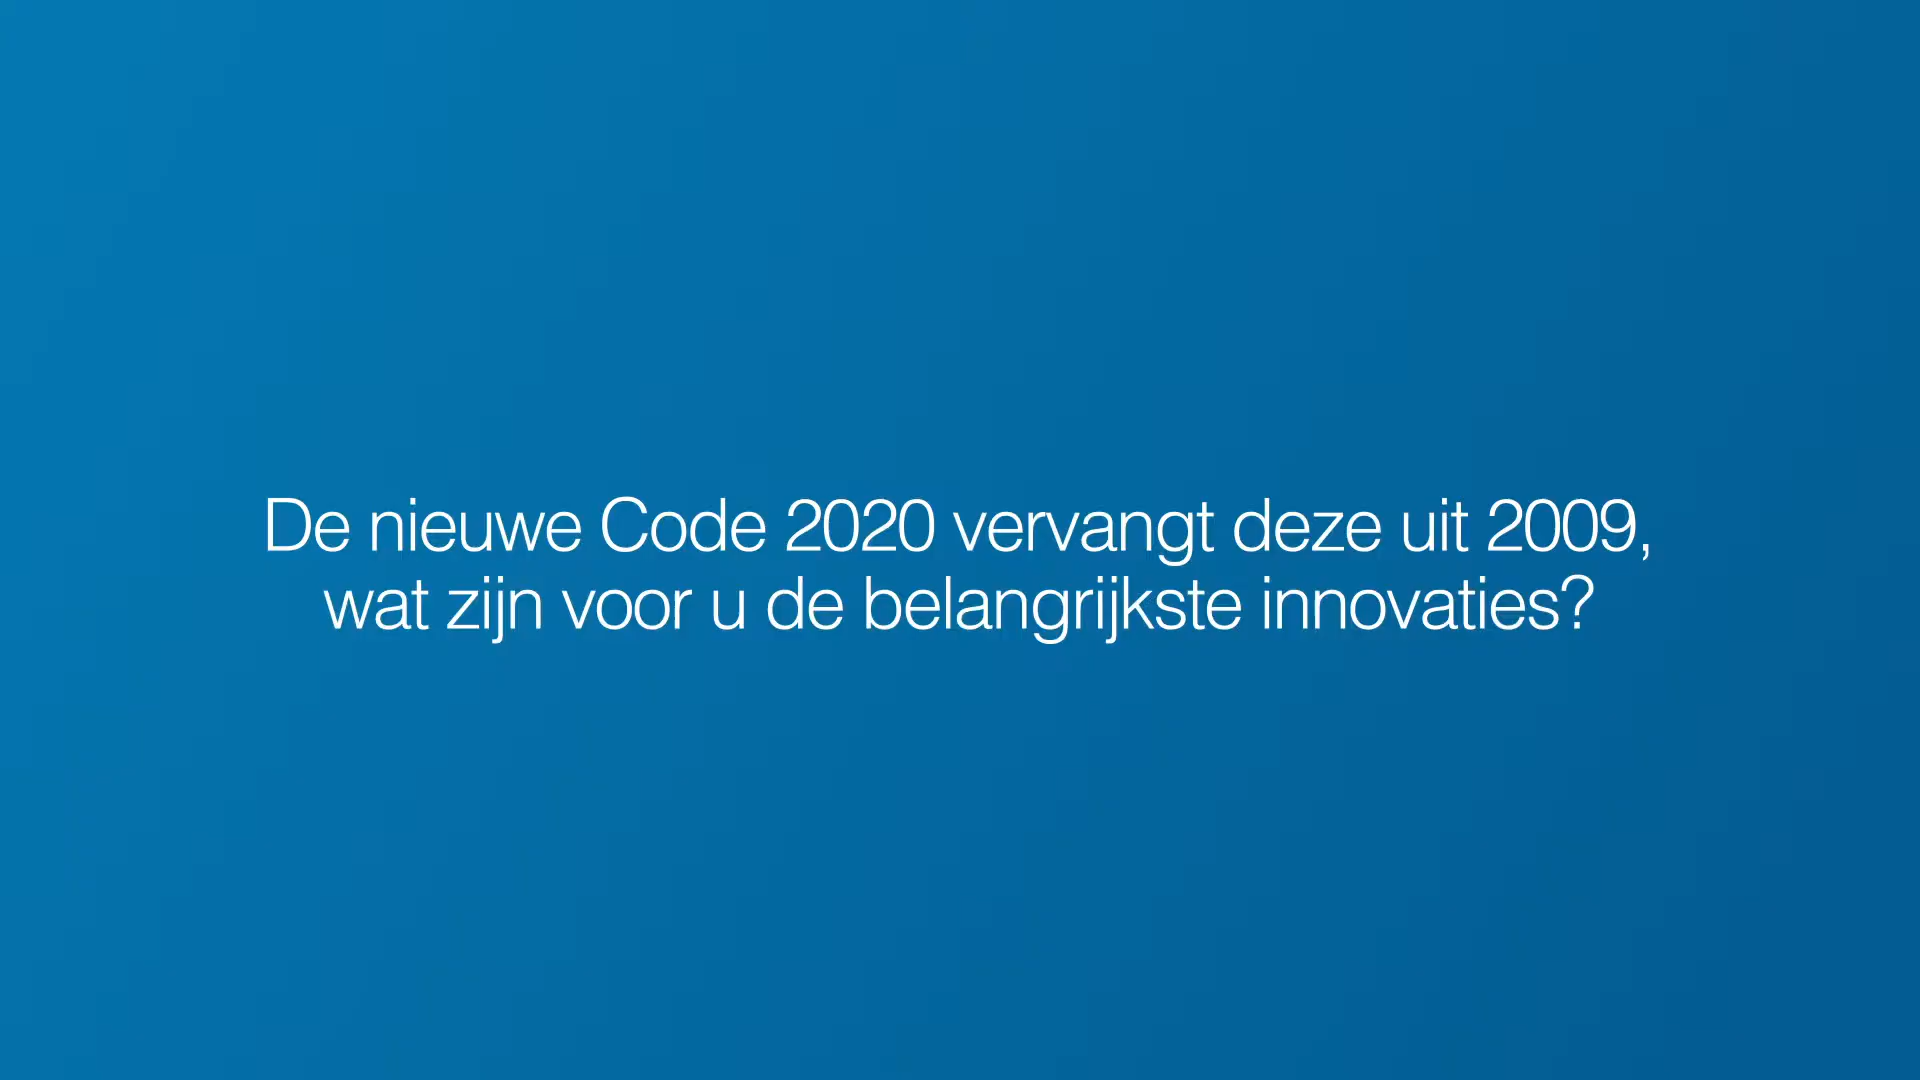 De nieuwe Code 2020 vervangt deze uit 2009,
wat zijn voor u de belangrijkste innovaties?